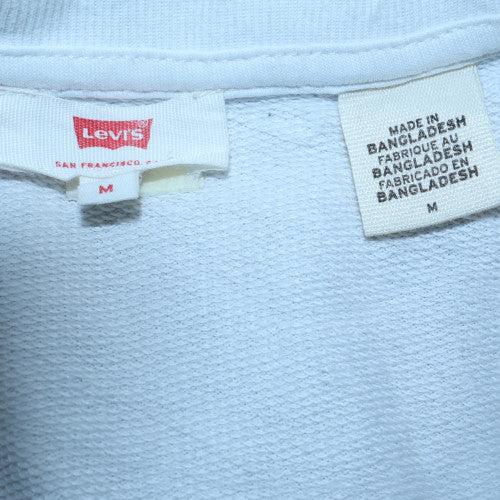 Levi's®
SAN FRANCISCO, CA
M
MADE IN
BANGLADESH
FABRIQUE AU
BANGLADESH
FABRICADO EN
BANGLADESH
M